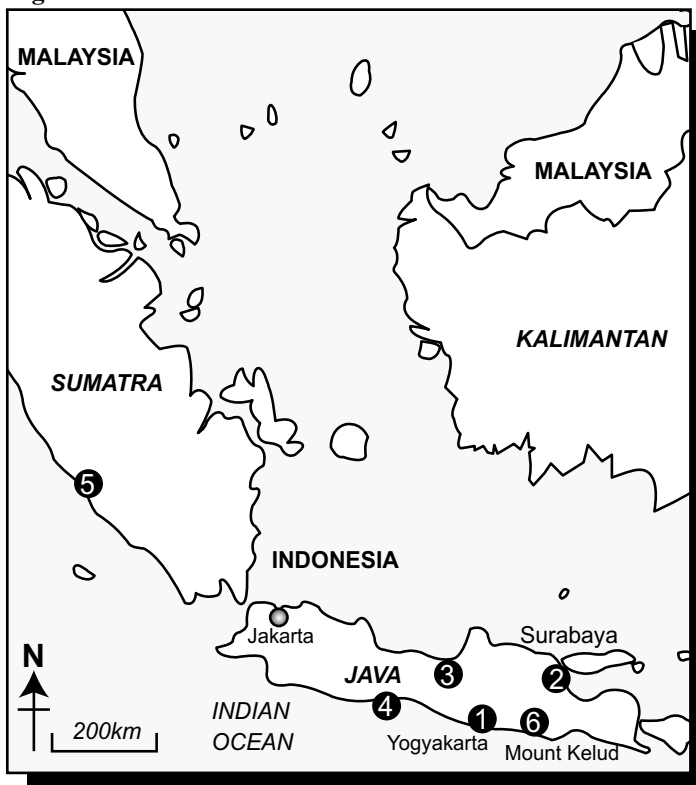 MALAYSIA
MALAYSIA
KALIMANTAN
SUMATRA
5
INDONESIA
Jakarta
Surabaya
N
JAVA
3
2
4
INDIAN
OCEAN
1
6
200km
Yogyakarta
Mount Kelud